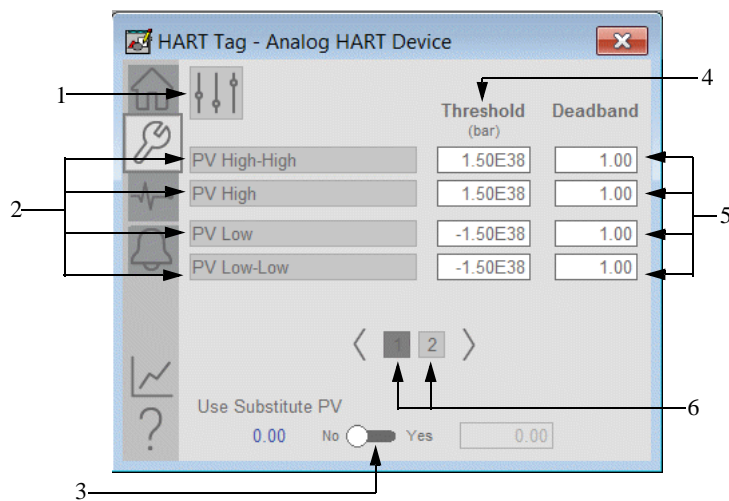 HART Tag - Analog HART Device
1
4
Threshold
(bar)
Deadband
2
PV High-High
1.50E38
1.00
PV High
1.50E38
1.00
PV Low
-1.50E38
1.00
PV Low-Low
-1.50E38
1.00
5
1
2
6
?
Use Substitute PV
0.00
No
Yes
0.00
3